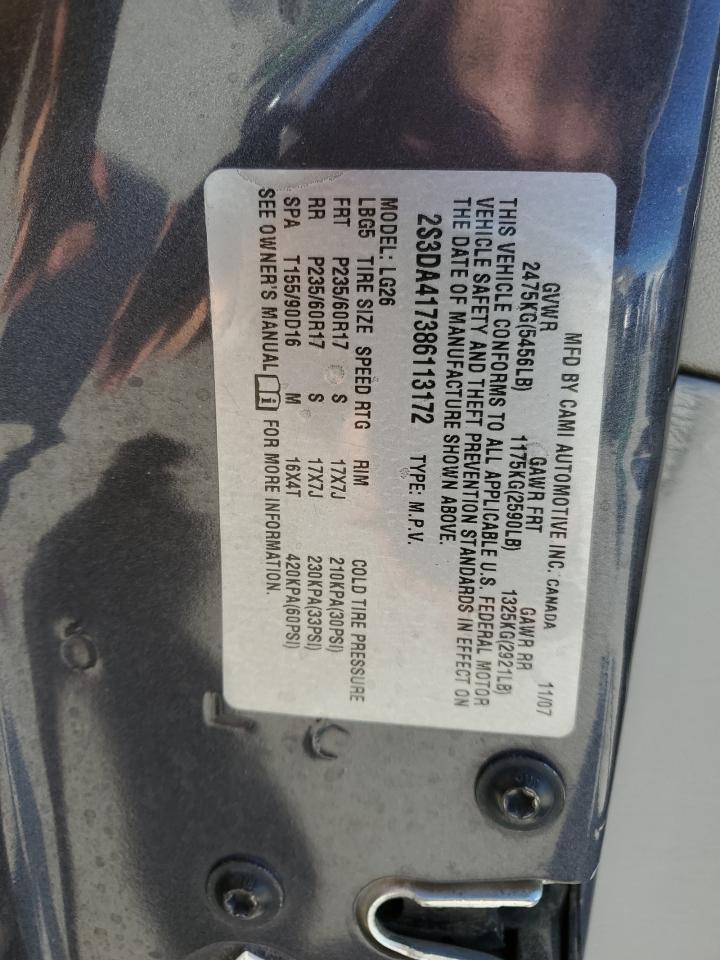 MFD BY CAMI AUTOMOTIVE INC. CANADA 11/07
GVWR GAWR FRT GAWR RR
2475KG(5456LB) 1175KG(2590LB) 1325KG(2921LB)
THIS VEHICLE CONFORMS TO ALL APPLICABLE U.S. FEDERAL MOTOR
VEHICLE SAFETY AND THEFT PREVENTION STANDARDS IN EFFECT ON
THE DATE OF MANUFACTURE SHOWN ABOVE.
2S3DA417386113172 TYPE: M.P.V.
MODEL: LG26
LBG5 TIRE SIZE SPEED RTG RIM COLD TIRE PRESSURE
FRT P235/60R17 S 17X7J 210KPA(30PSI)
RR P235/60R17 S 17X7J 230KPA(33PSI)
SPA T155/90D16 M 16X4T 420KPA(60PSI)
SEE OWNER'S MANUAL FOR MORE INFORMATION.